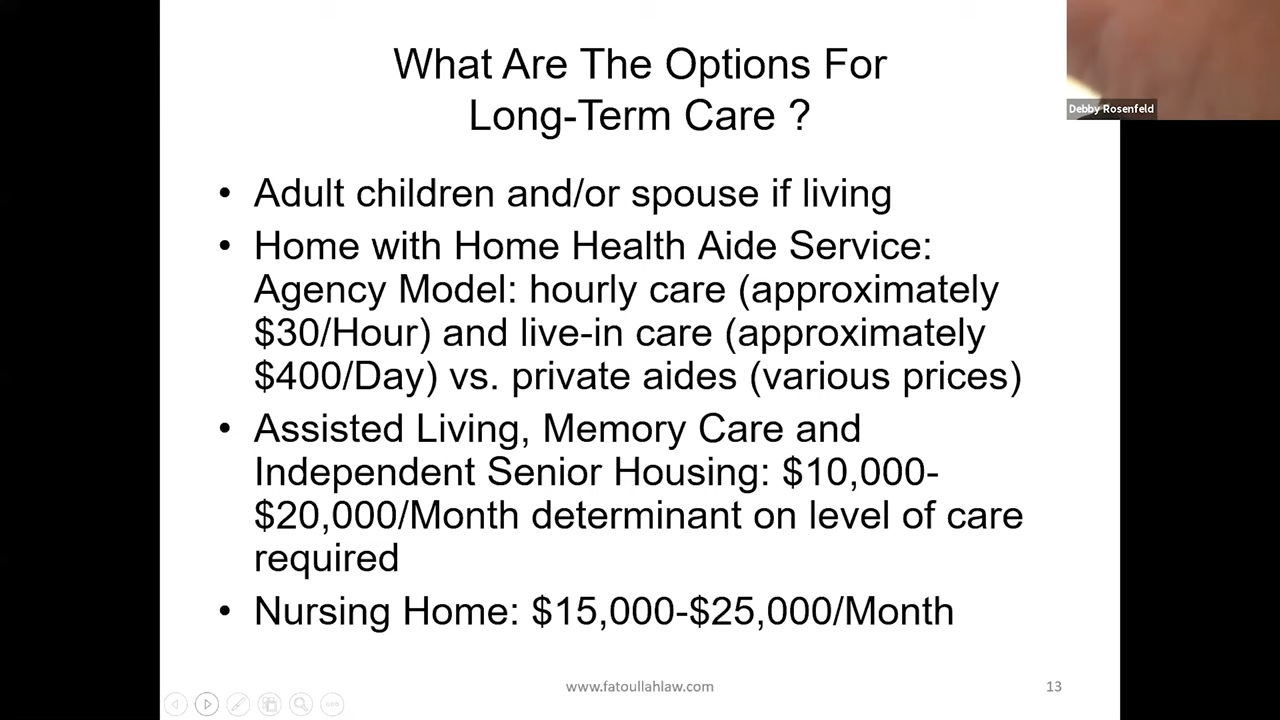 What Are The Options For
Long-Term Care ?
Debby Rosenfeld
• Adult children and/or spouse if living
• Home with Home Health Aide Service:
Agency Model: hourly care (approximately
$30/Hour) and live-in care (approximately
$400/Day) vs. private aides (various prices)
• Assisted Living, Memory Care and
Independent Senior Housing: $10,000-
$20,000/Month determinant on level of care
required
• Nursing Home: $15,000-$25,000/Month
www.fatoullahlaw.com
13